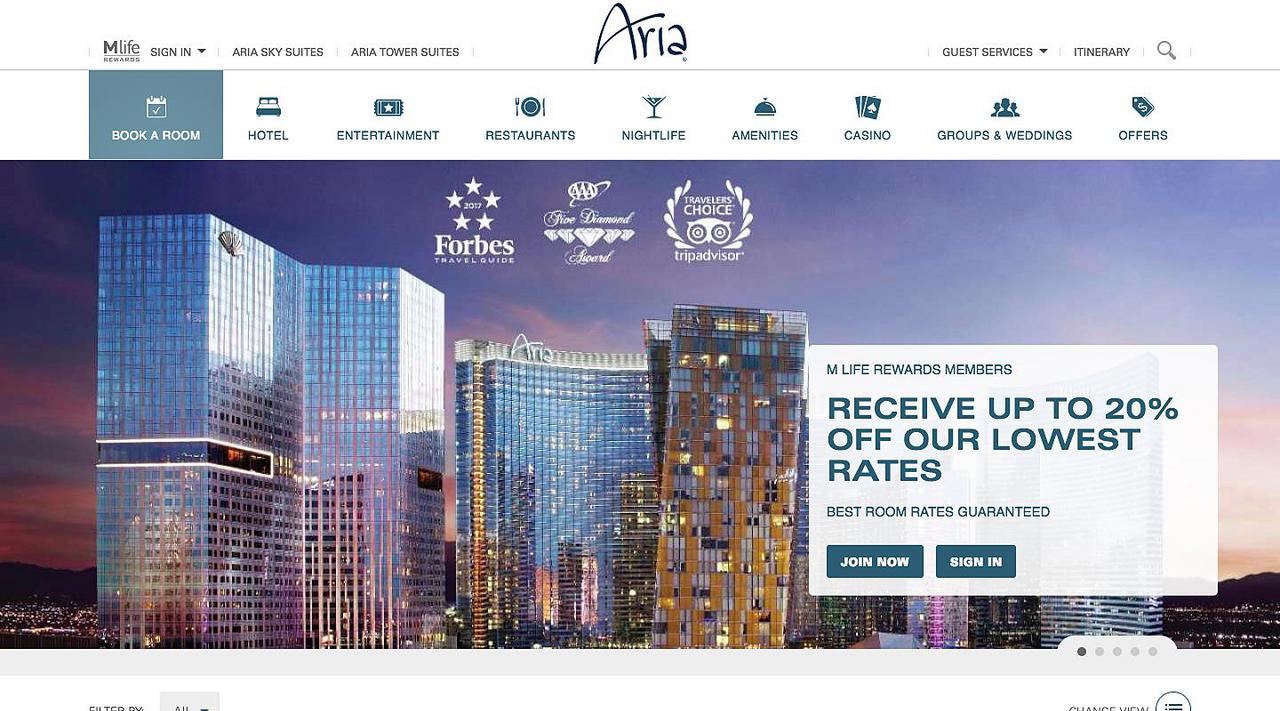 Aria
Mlife
REWARDS
SIGN IN
ARIA SKY SUITES
ARIA TOWER SUITES
GUEST SERVICES
ITINERARY
BOOK A ROOM
HOTEL
ENTERTAINMENT
RESTAURANTS
NIGHTLIFE
AMENITIES
CASINO
GROUPS & WEDDINGS
OFFERS
2017
Forbes
TRAVEL GUIDE
AAA
Five Diamond
Award
TRAVELERS'
CHOICE
tripadvisor
Aria
M LIFE REWARDS MEMBERS
RECEIVE UP TO 20%
OFF OUR LOWEST
RATES
BEST ROOM RATES GUARANTEED
JOIN NOW
SIGN IN
FILTER BY:
All
CHANGE VIEW